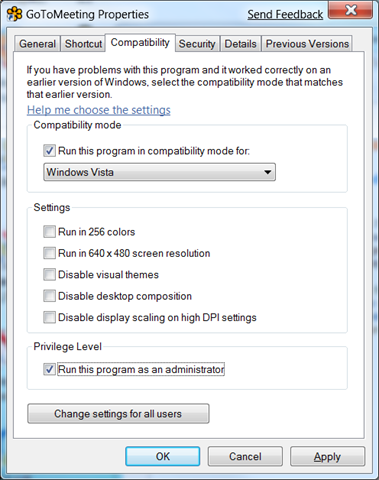 GoToMeeting Properties Send Feedback
General Shortcut Compatibility Security Details Previous Versions
If you have problems with this program and it worked correctly on an
earlier version of Windows, select the compatibility mode that matches
that earlier version.
Help me choose the settings
Compatibility mode
Run this program in compatibility mode for:
Windows Vista
Settings
Run in 256 colors
Run in 640 x 480 screen resolution
Disable visual themes
Disable desktop composition
Disable display scaling on high DPI settings
Privilege Level
Run this program as an administrator
Change settings for all users
OK Cancel Apply